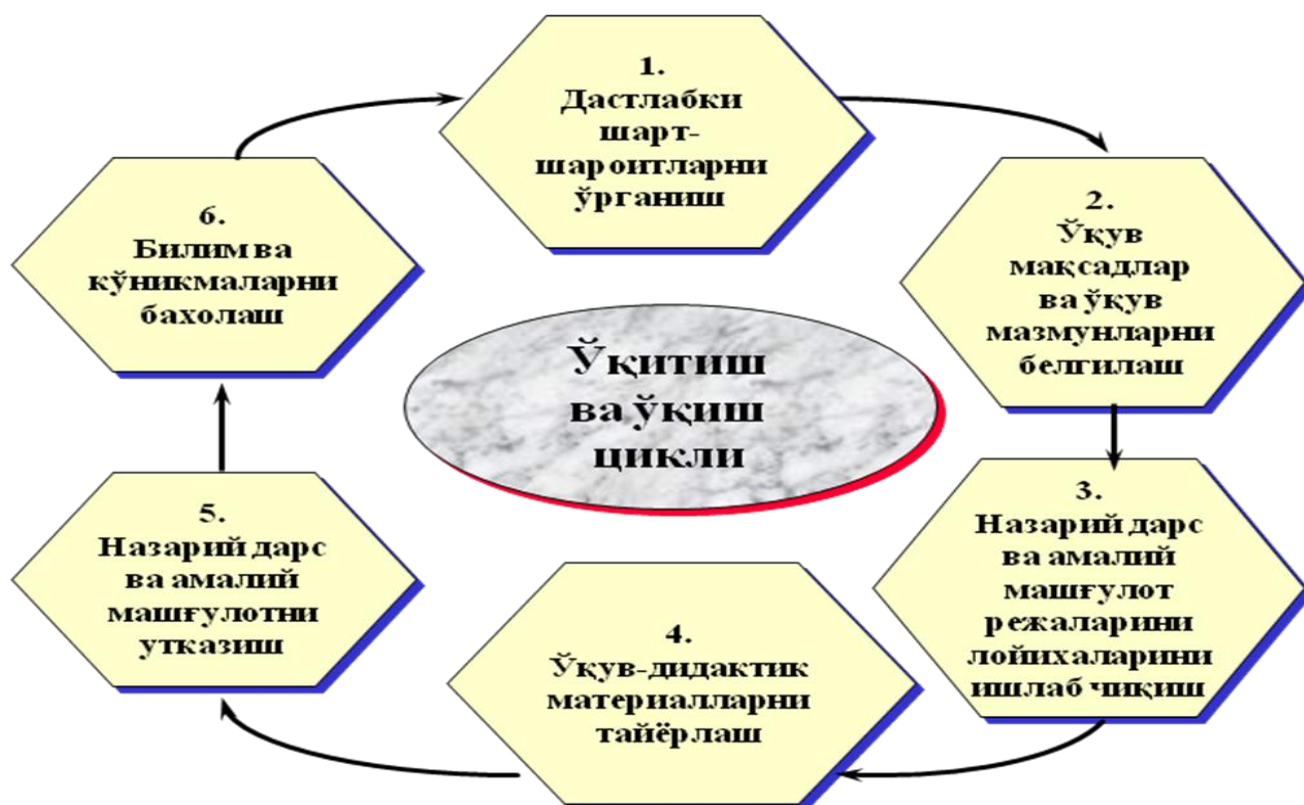 1.
Дастлабки
шарт-
шароитларни
ўрганиш
2.
Ўқув
мақсадлар
ва ўқув
мазмунларни
белгилаш
3.
Назарий дарс
ва амалий
машғулот
режаларини
лойихаларини
ишлаб чиқиш
4.
Ўқув-дидактик
материалларни
тайёрлаш
5.
Назарий дарс
ва амалий
машғулотни
утказиш
6.
Билим ва
кўникмаларни
бахолаш
Ўқитиш
ва ўқиш
цикли